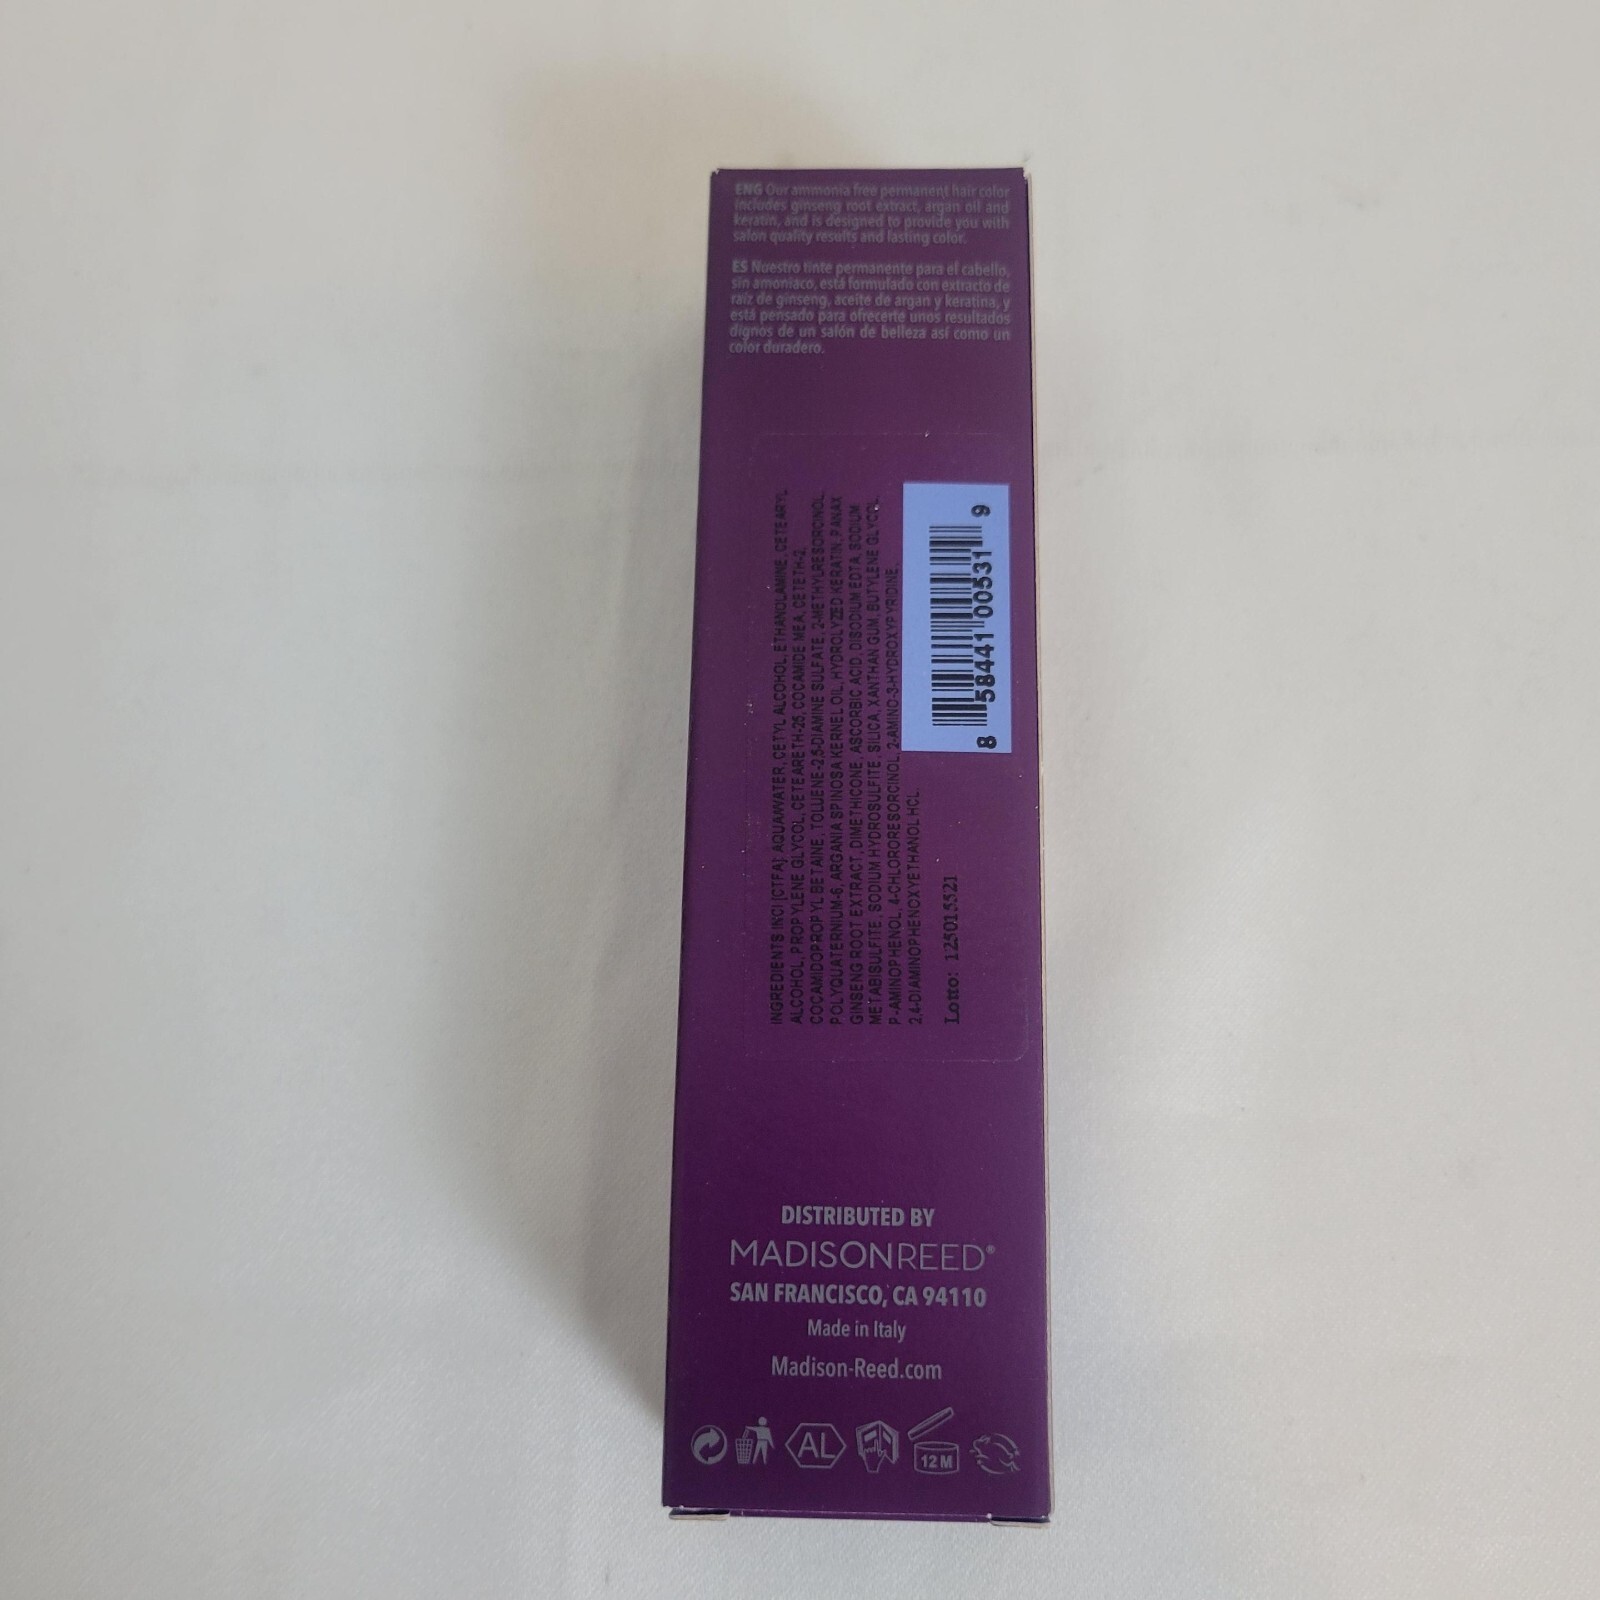 ENG Our ammonia free permanent hair color
includes ginseng root extract, argan oil and
keratin, and is designed to provide you with
salon quality results and lasting color.
ES Nuestro tinte permanente para el cabello,
sin amoniaco, está formulado con extracto de
raíz de ginseng, aceite de argan y keratina, y
está pensado para ofrecerte unos resultados
dignos de un salón de belleza así como un
color duradero.
INGREDIENTS INCI [CTFA]: AQUA/WATER, CETYL ALCOHOL, ETHANOLAMINE, CETEARYL
ALCOHOL, PROPYLENE GLYCOL, CETEARETH-25, COCAMIDE MEA, CETETH-2,
COCAMIDOPROPYL BETAINE, TOLUENE-2,5-DIAMINE SULFATE, 2-METHYLRESORCINOL,
POLYQUATERNIUM-6, ARGANIA SPINOSA KERNEL OIL, HYDROLYZED KERATIN, PANAX
GINSENG ROOT EXTRACT, DIMETHICONE, ASCORBIC ACID, DISODIUM EDTA, SODIUM
METABISULFITE, SODIUM HYDROSULFITE, SILICA, XANTHAN GUM, BUTYLENE GLYCOL,
P-AMINOPHENOL, 4-CHLORORESORCINOL, 2-AMINO-3-HYDROXYPYRIDINE,
2,4-DIAMINOPHENOXYETHANOL HCL.
Lotto: 125015521
8 58441 00531 9
DISTRIBUTED BY
MADISONREED®
SAN FRANCISCO, CA 94110
Made in Italy
Madison-Reed.com
AL
12 M